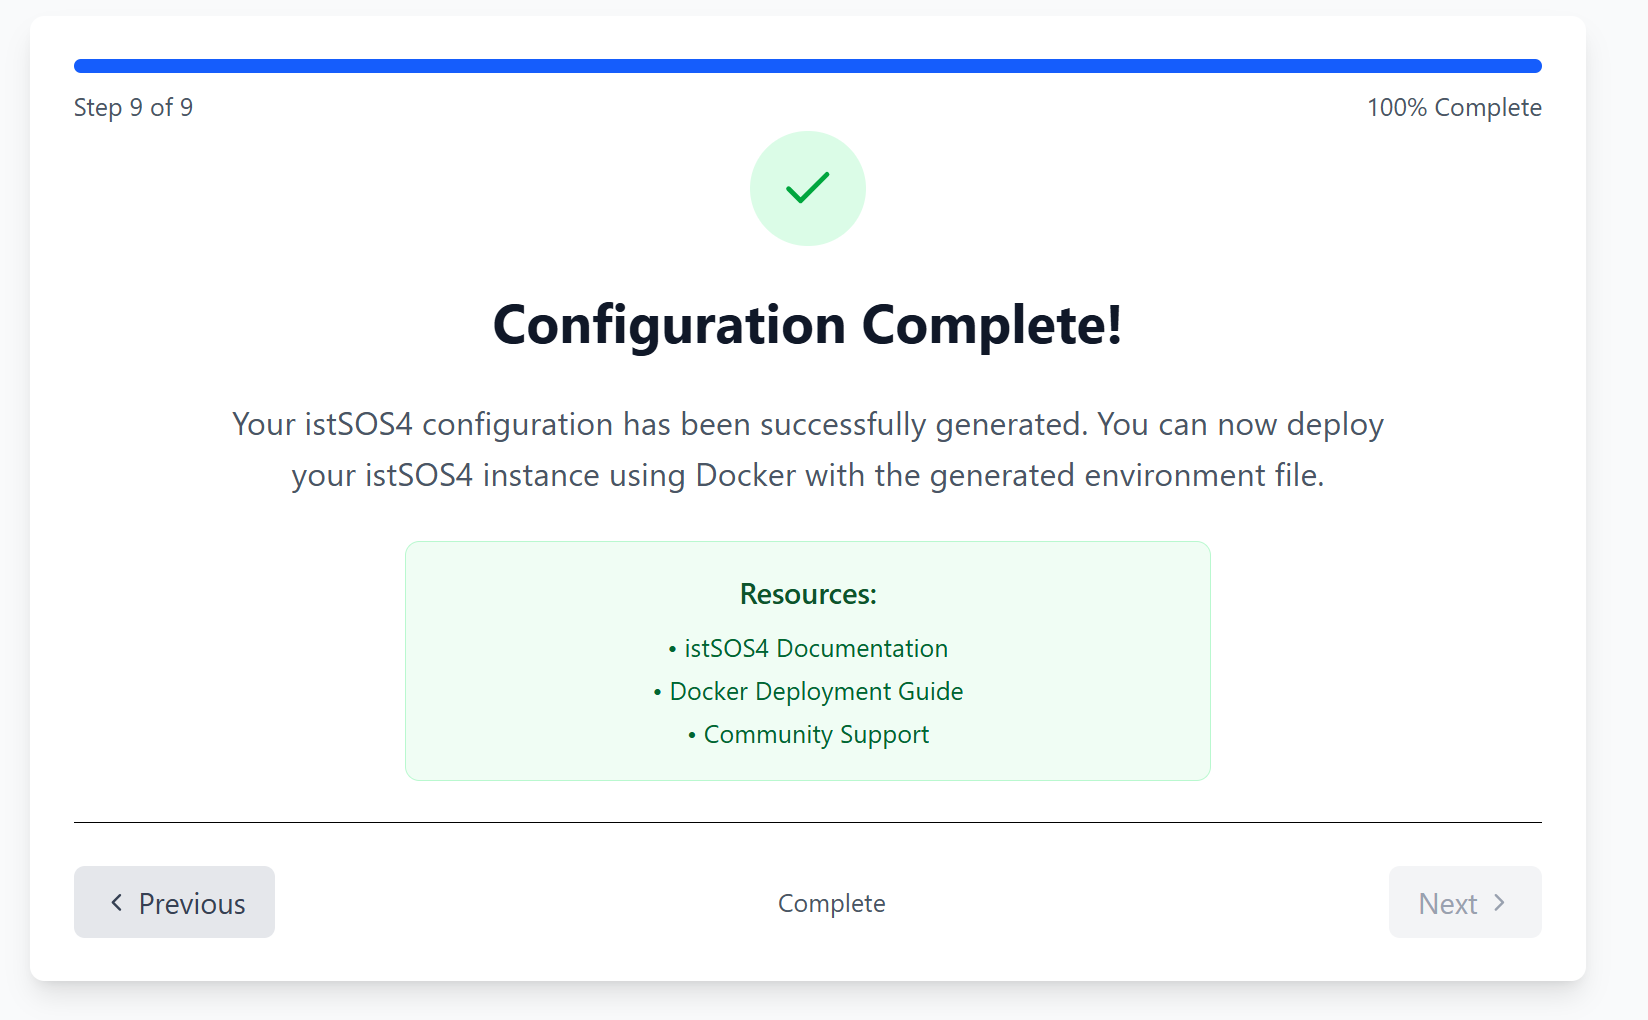 Step 9 of 9
100% Complete
Configuration Complete!
Your istSOS4 configuration has been successfully generated. You can now deploy
your istSOS4 instance using Docker with the generated environment file.
Resources:
• istSOS4 Documentation
• Docker Deployment Guide
• Community Support
Previous
Complete
Next